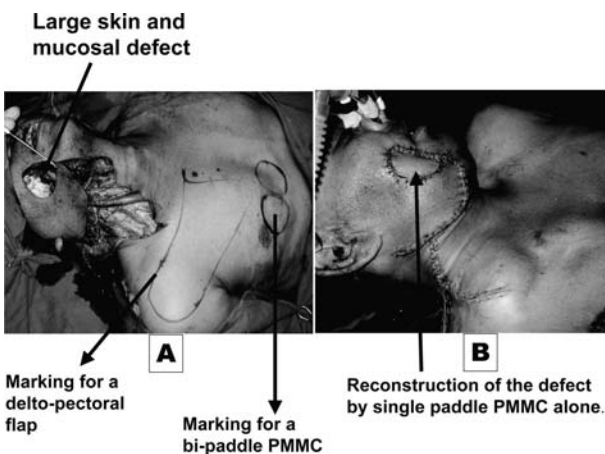 Large skin and
mucosal defect
A
B
Marking for a
delto-pectoral
flap
Marking for a
bi-paddle PMMC
Reconstruction of the defect
by single paddle PMMC alone.